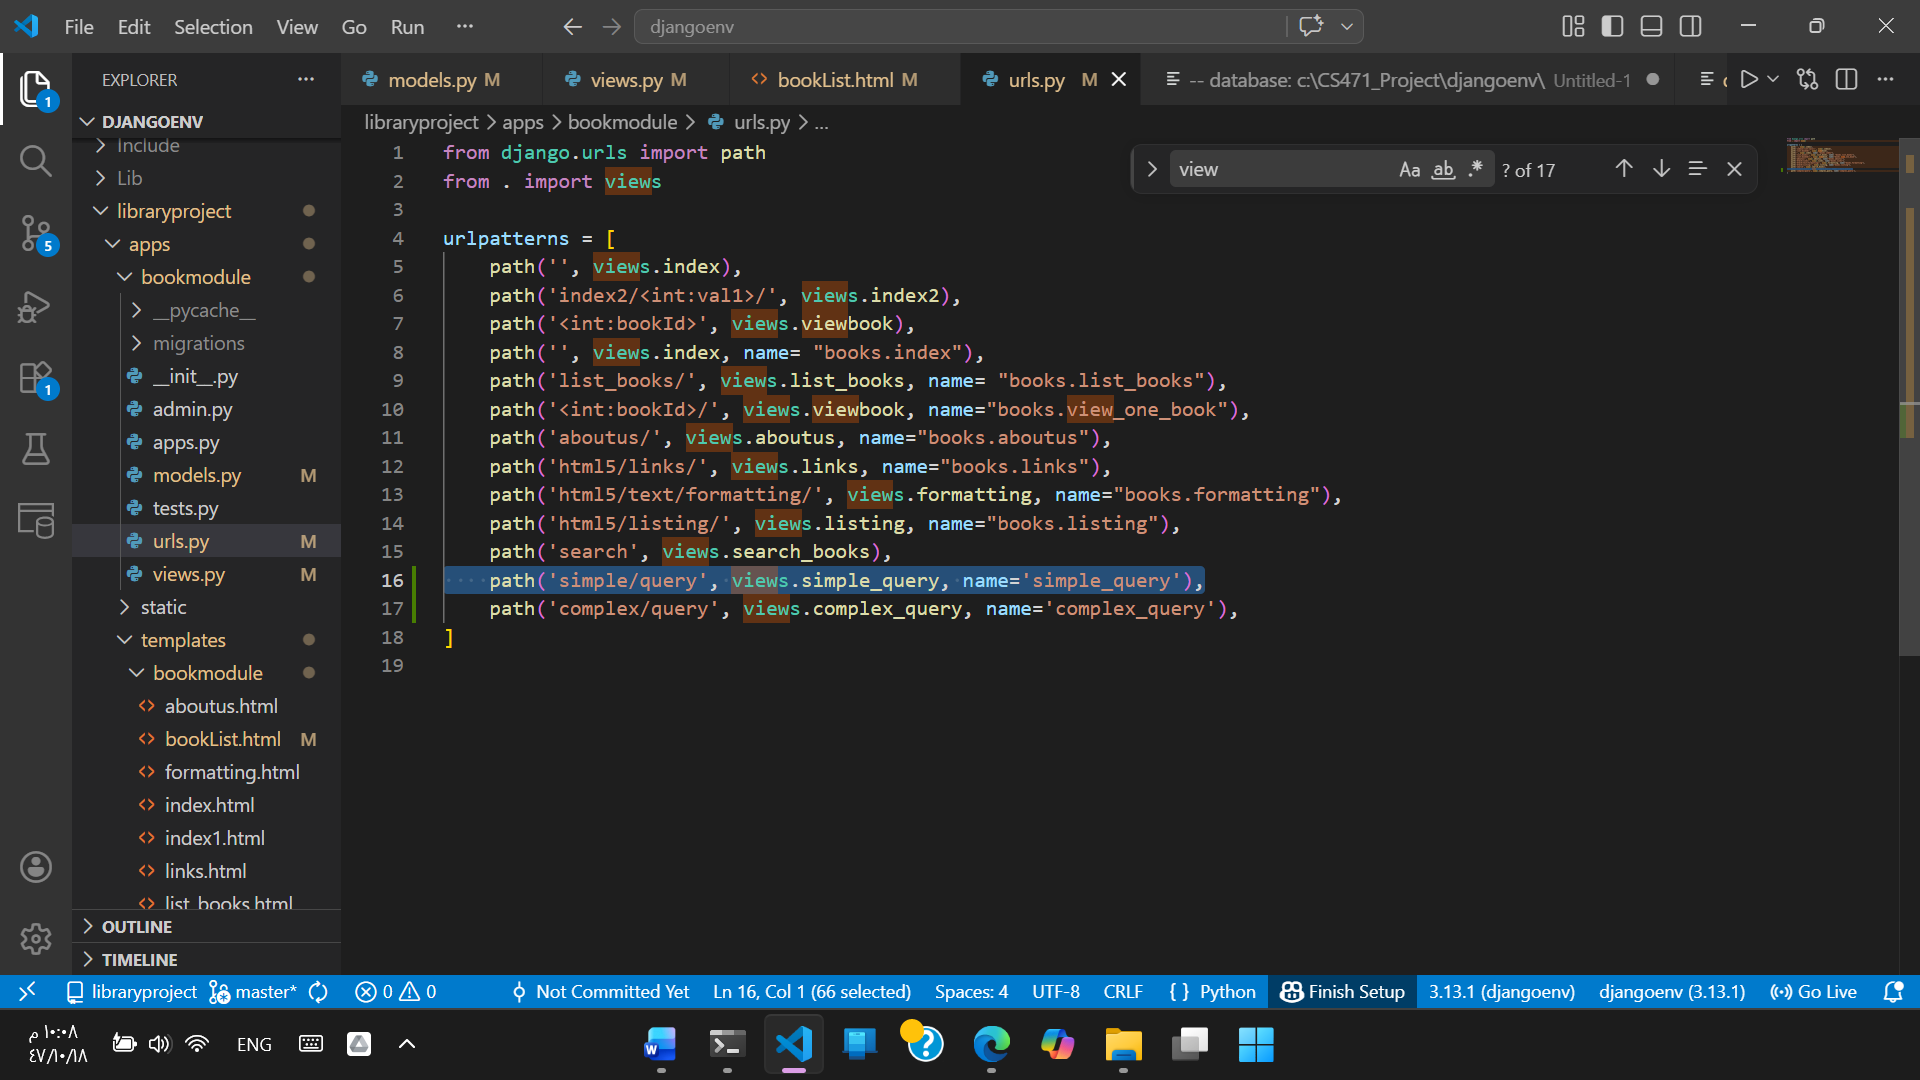 File Edit Selection View Go Run ···
djangoenv
EXPLORER ···
models.py M
views.py M
bookList.html M
urls.py M
-- database: c:\CS471_Project\djangoenv\ Untitled-1
DJANGOENV
Include
Lib
libraryproject
apps
bookmodule
__pycache__
migrations
__init__.py
admin.py
apps.py
models.py M
tests.py
urls.py M
views.py M
static
templates
bookmodule
aboutus.html
bookList.html M
formatting.html
index.html
index1.html
links.html
list_books.html
OUTLINE
TIMELINE
libraryproject > apps > bookmodule > urls.py > ...
view Aa ab .* ? of 17
1 from django.urls import path
2 from . import views
3
4 urlpatterns = [
5 path('', views.index),
6 path('index2/<int:val1>/', views.index2),
7 path('<int:bookId>', views.viewbook),
8 path('', views.index, name= "books.index"),
9 path('list_books/', views.list_books, name= "books.list_books"),
10 path('<int:bookId>/', views.viewbook, name="books.view_one_book"),
11 path('aboutus/', views.aboutus, name="books.aboutus"),
12 path('html5/links/', views.links, name="books.links"),
13 path('html5/text/formatting/', views.formatting, name="books.formatting"),
14 path('html5/listing/', views.listing, name="books.listing"),
15 path('search', views.search_books),
16 path('simple/query', views.simple_query, name='simple_query'),
17 path('complex/query', views.complex_query, name='complex_query'),
18 ]
19
1
5
1
libraryproject master* 0 0 Not Committed Yet Ln 16, Col 1 (66 selected) Spaces: 4 UTF-8 CRLF { } Python Finish Setup 3.13.1 (djangoenv) djangoenv (3.13.1) Go Live
١٠:٠٨ م
٤٧/١٠/١٨
ENG